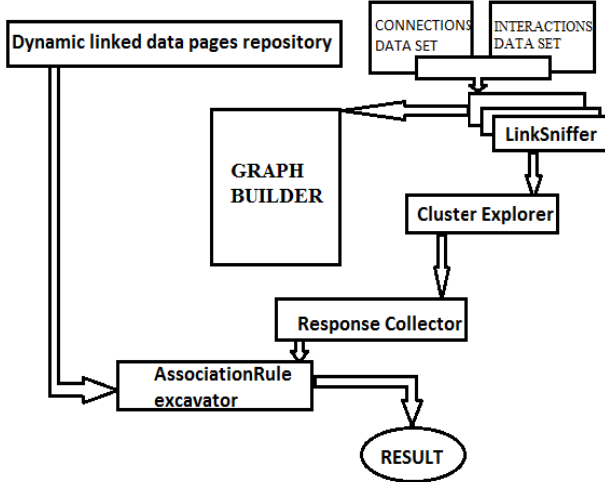 Dynamic linked data pages repository
CONNECTIONS
DATA SET
INTERACTIONS
DATA SET
LinkSniffer
GRAPH
BUILDER
Cluster Explorer
Response Collector
AssociationRule
excavator
RESULT